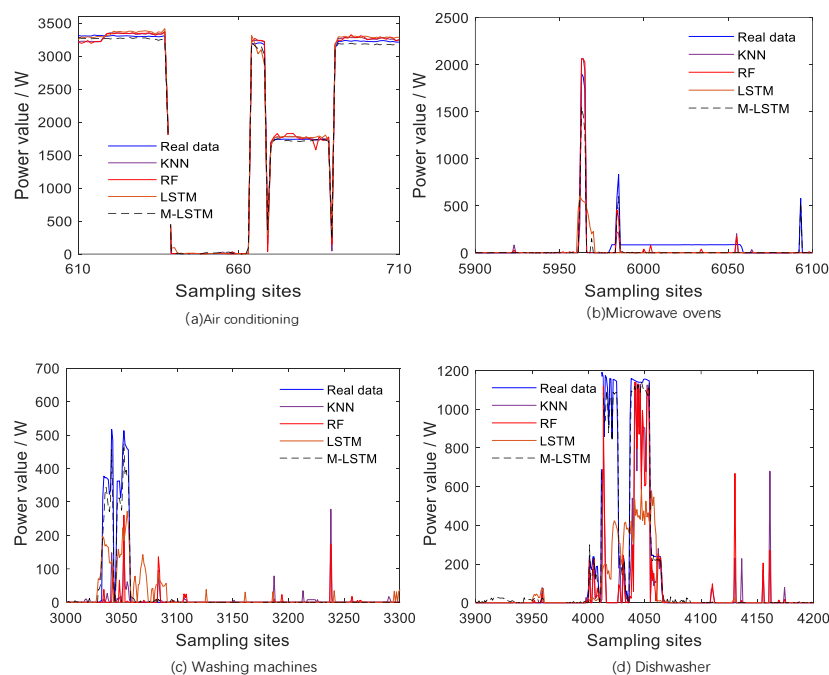 3500
3000
2500
2000
1500
1000
500
0
Power value / W
Real data
KNN
RF
LSTM
M-LSTM
610
660
710
Sampling sites
(a)Air conditioning
2500
2000
1500
1000
500
0
Power value / W
Real data
KNN
RF
LSTM
M-LSTM
5900
5950
6000
6050
6100
Sampling sites
(b)Microwave ovens
700
600
500
400
300
200
100
0
Power value / W
Real data
KNN
RF
LSTM
M-LSTM
3000
3050
3100
3150
3200
3250
3300
Sampling sites
(c) Washing machines
1200
1000
800
600
400
200
0
Power value / W
Real data
KNN
RF
LSTM
M-LSTM
3900
3950
4000
4050
4100
4150
4200
Sampling sites
(d) Dishwasher